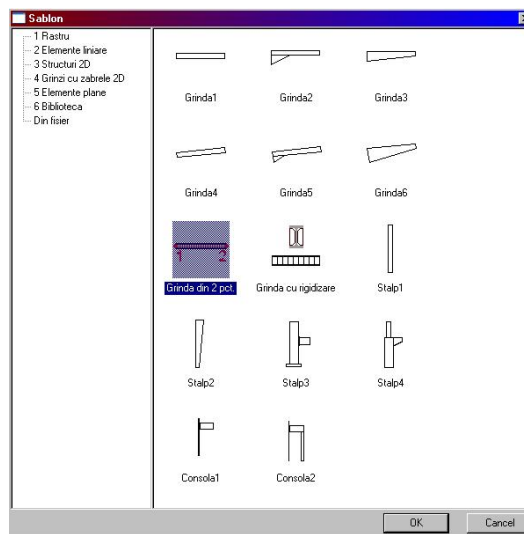 Sablon
1 Rastru
2 Elemente liniare
3 Structuri 2D
4 Grinzi cu zabrele 2D
5 Elemente plane
6 Biblioteca
Din fisier
Grinda1
Grinda2
Grinda3
Grinda4
Grinda5
Grinda6
1 2
Grinda din 2 pct.
Grinda cu rigidizare
Stalp1
Stalp2
Stalp3
Stalp4
Consola1
Consola2
OK
Cancel